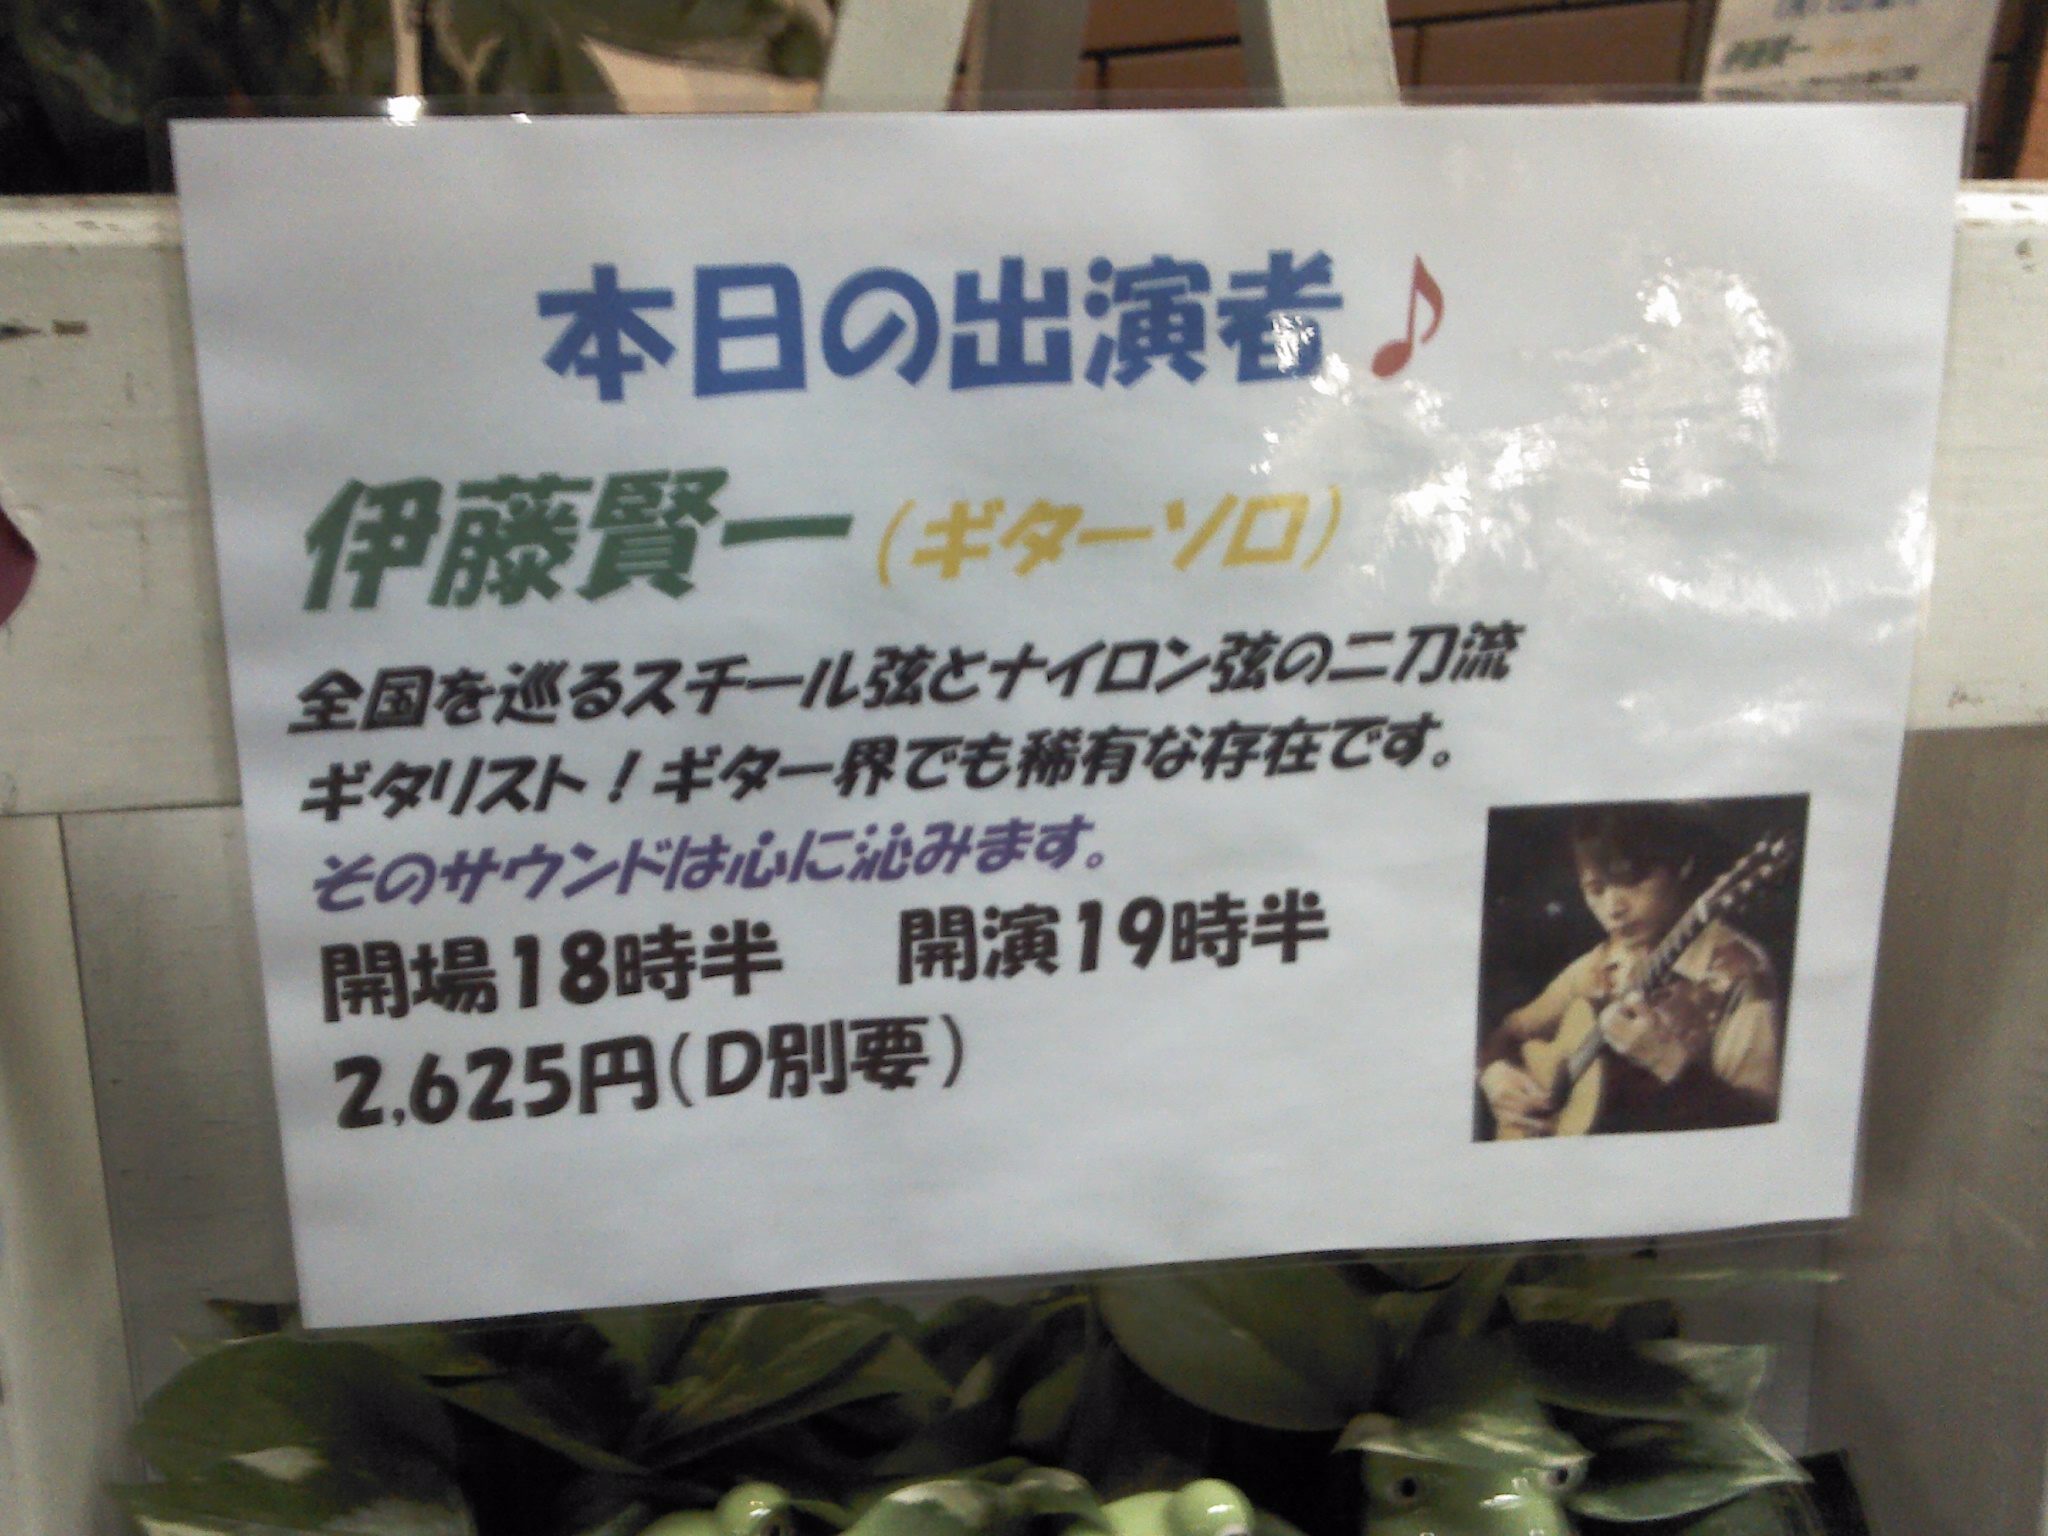 本日の出演者♪
伊藤賢一(ギターソロ)
全国を巡るスチール弦とナイロン弦の二刀流
ギタリスト！ギター界でも稀有な存在です。
そのサウンドは心に沁みます。
開場18時半　開演19時半
2,625円(D別要)
伊藤賢一